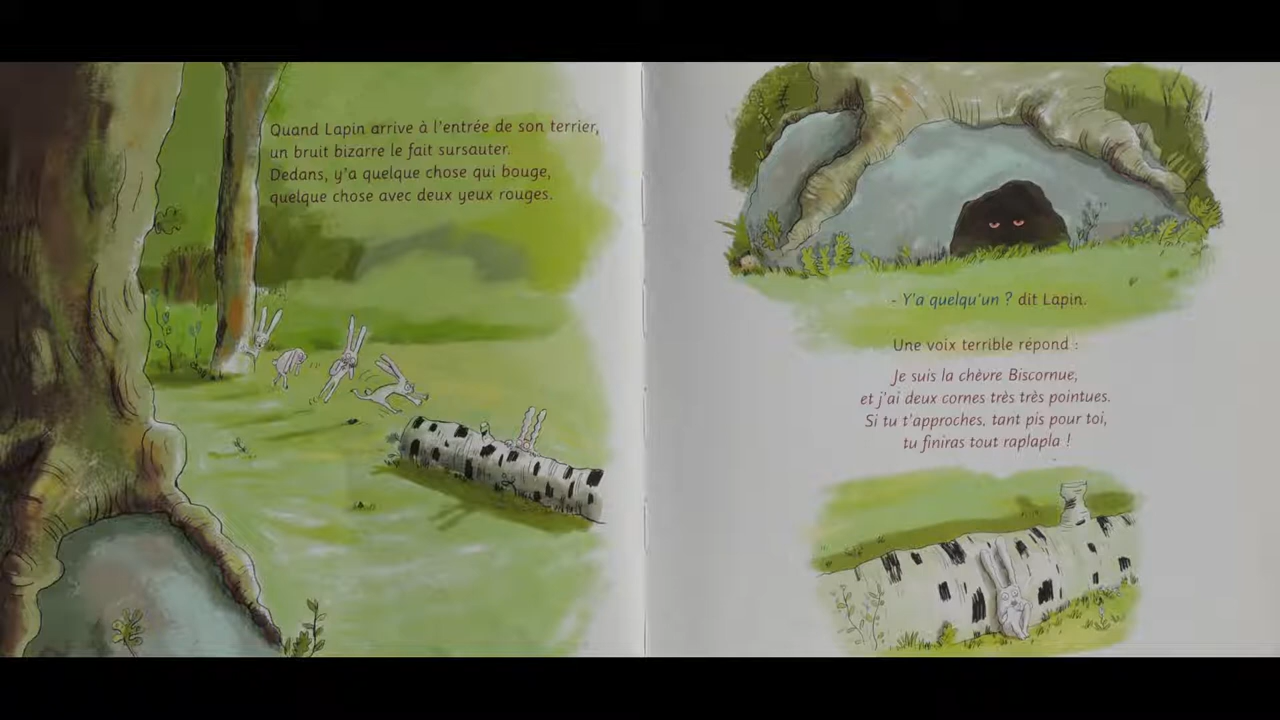 Quand Lapin arrive à l'entrée de son terrier,
un bruit bizarre le fait sursauter.
Dedans, y'a quelque chose qui bouge,
quelque chose avec deux yeux rouges.
- Y'a quelqu'un ? dit Lapin.
Une voix terrible répond :
Je suis la chèvre Biscornue,
et j'ai deux cornes très très pointues.
Si tu t'approches, tant pis pour toi,
tu finiras tout raplapla !